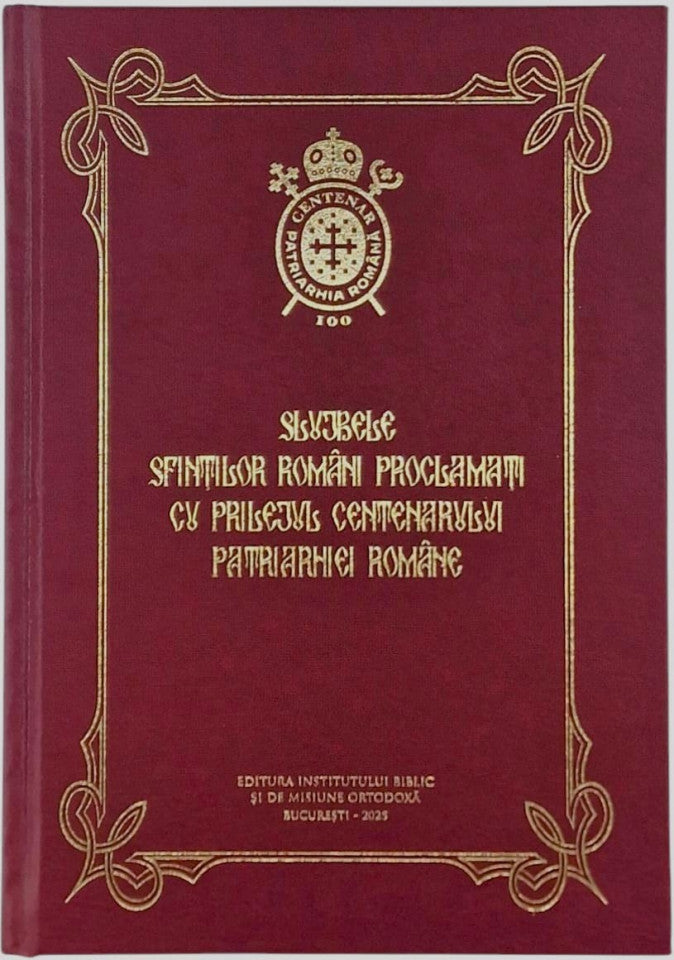 CENTENAR
PATRIARHIA ROMÂNĂ
100
SLUJBELE
SFINȚILOR ROMÂNI PROCLAMAȚI
CU PRILEJUL CENTENARULUI
PATRIARHIEI ROMÂNE
EDITURA INSTITUTULUI BIBLIC
ȘI DE MISIUNE ORTODOXĂ
BUCUREȘTI - 2025